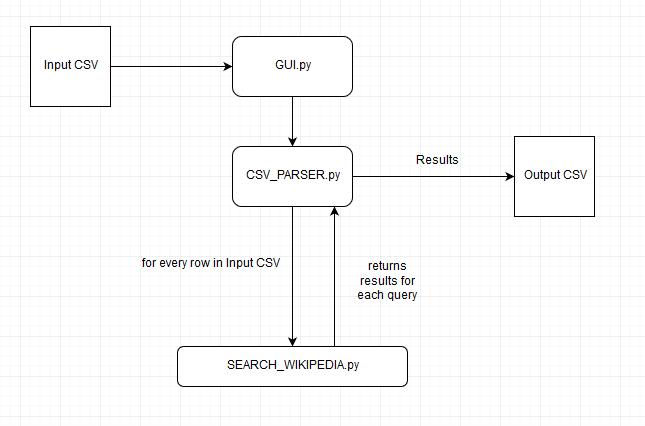 Input CSV
GUI.py
CSV_PARSER.py
Results
Output CSV
for every row in Input CSV
returns
results for
each query
SEARCH_WIKIPEDIA.py